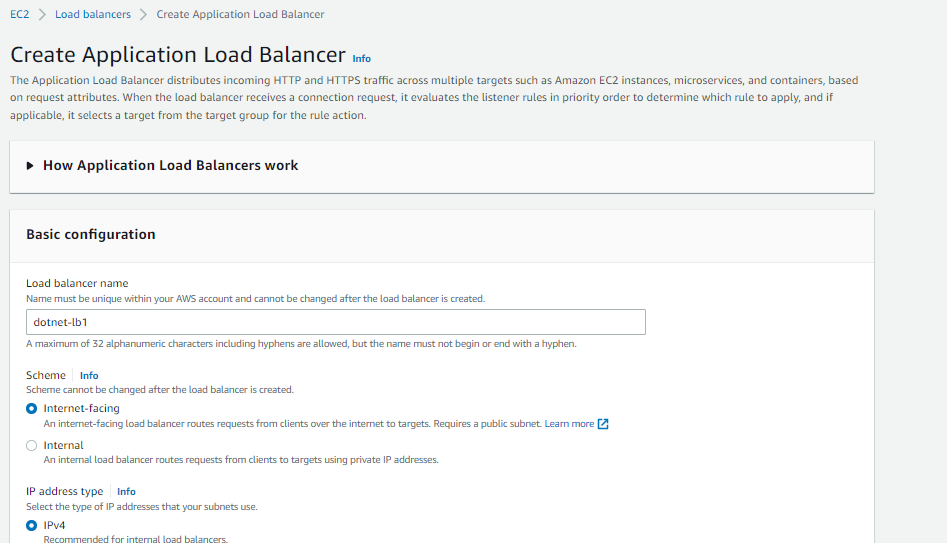 EC2 > Load balancers > Create Application Load Balancer
Create Application Load Balancer Info
The Application Load Balancer distributes incoming HTTP and HTTPS traffic across multiple targets such as Amazon EC2 instances, microservices, and containers, based
on request attributes. When the load balancer receives a connection request, it evaluates the listener rules in priority order to determine which rule to apply, and if
applicable, it selects a target from the target group for the rule action.
How Application Load Balancers work
Basic configuration
Load balancer name
Name must be unique within your AWS account and cannot be changed after the load balancer is created.
dotnet-lb1
A maximum of 32 alphanumeric characters including hyphens are allowed, but the name must not begin or end with a hyphen.
Scheme Info
Scheme cannot be changed after the load balancer is created.
Internet-facing
An internet-facing load balancer routes requests from clients over the internet to targets. Requires a public subnet. Learn more
Internal
An internal load balancer routes requests from clients to targets using private IP addresses.
IP address type Info
Select the type of IP addresses that your subnets use.
IPv4
Recommended for internal load balancers.